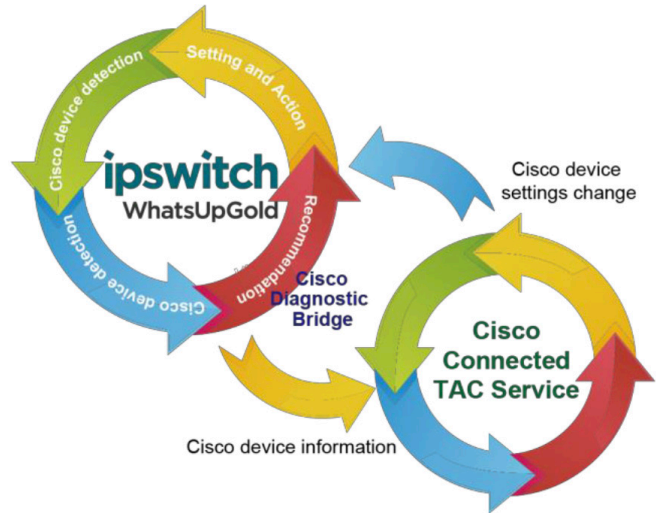 Setting and Action
Cisco device detection
ipswitch
WhatsUpGold
Cisco device detection
Recommendation
Cisco
Diagnostic
Bridge
Cisco device
settings change
Cisco
Connected
TAC Service
Cisco device information